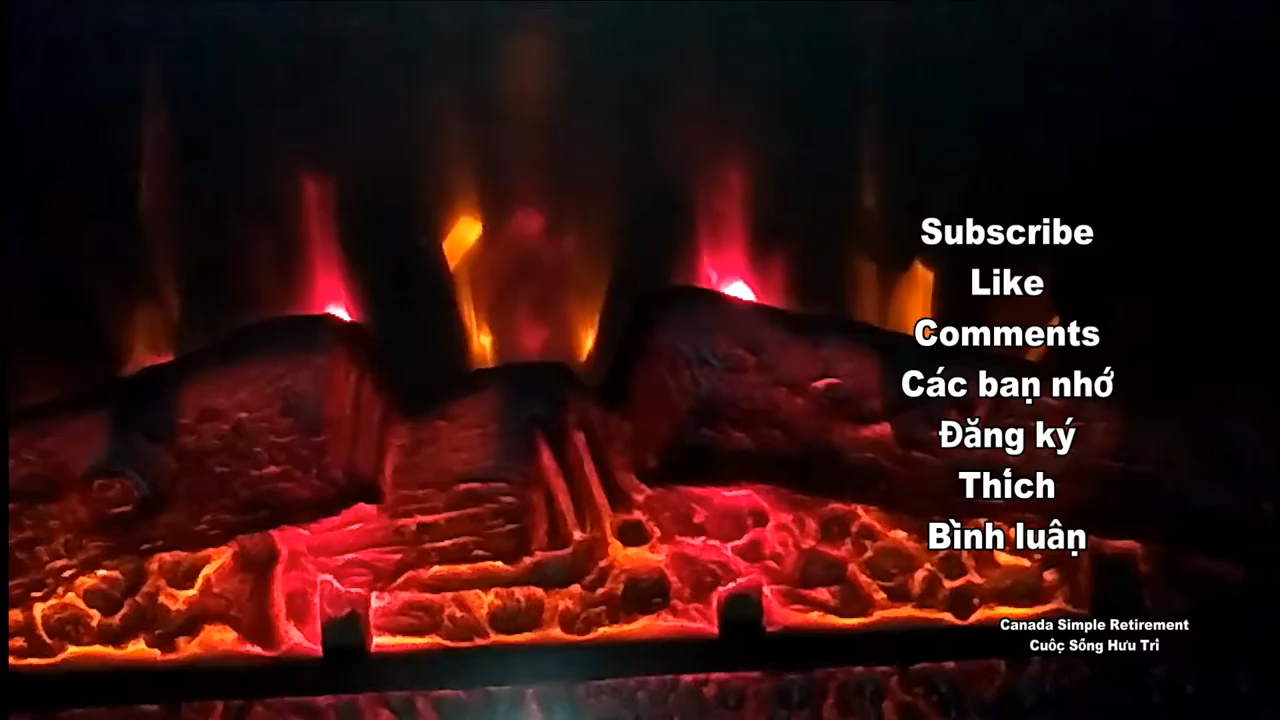 Subscribe
Like
Comments
Các bạn nhớ
Đăng ký
Thích
Bình luận
Canada Simple Retirement
Cuộc Sống Hưu Trí